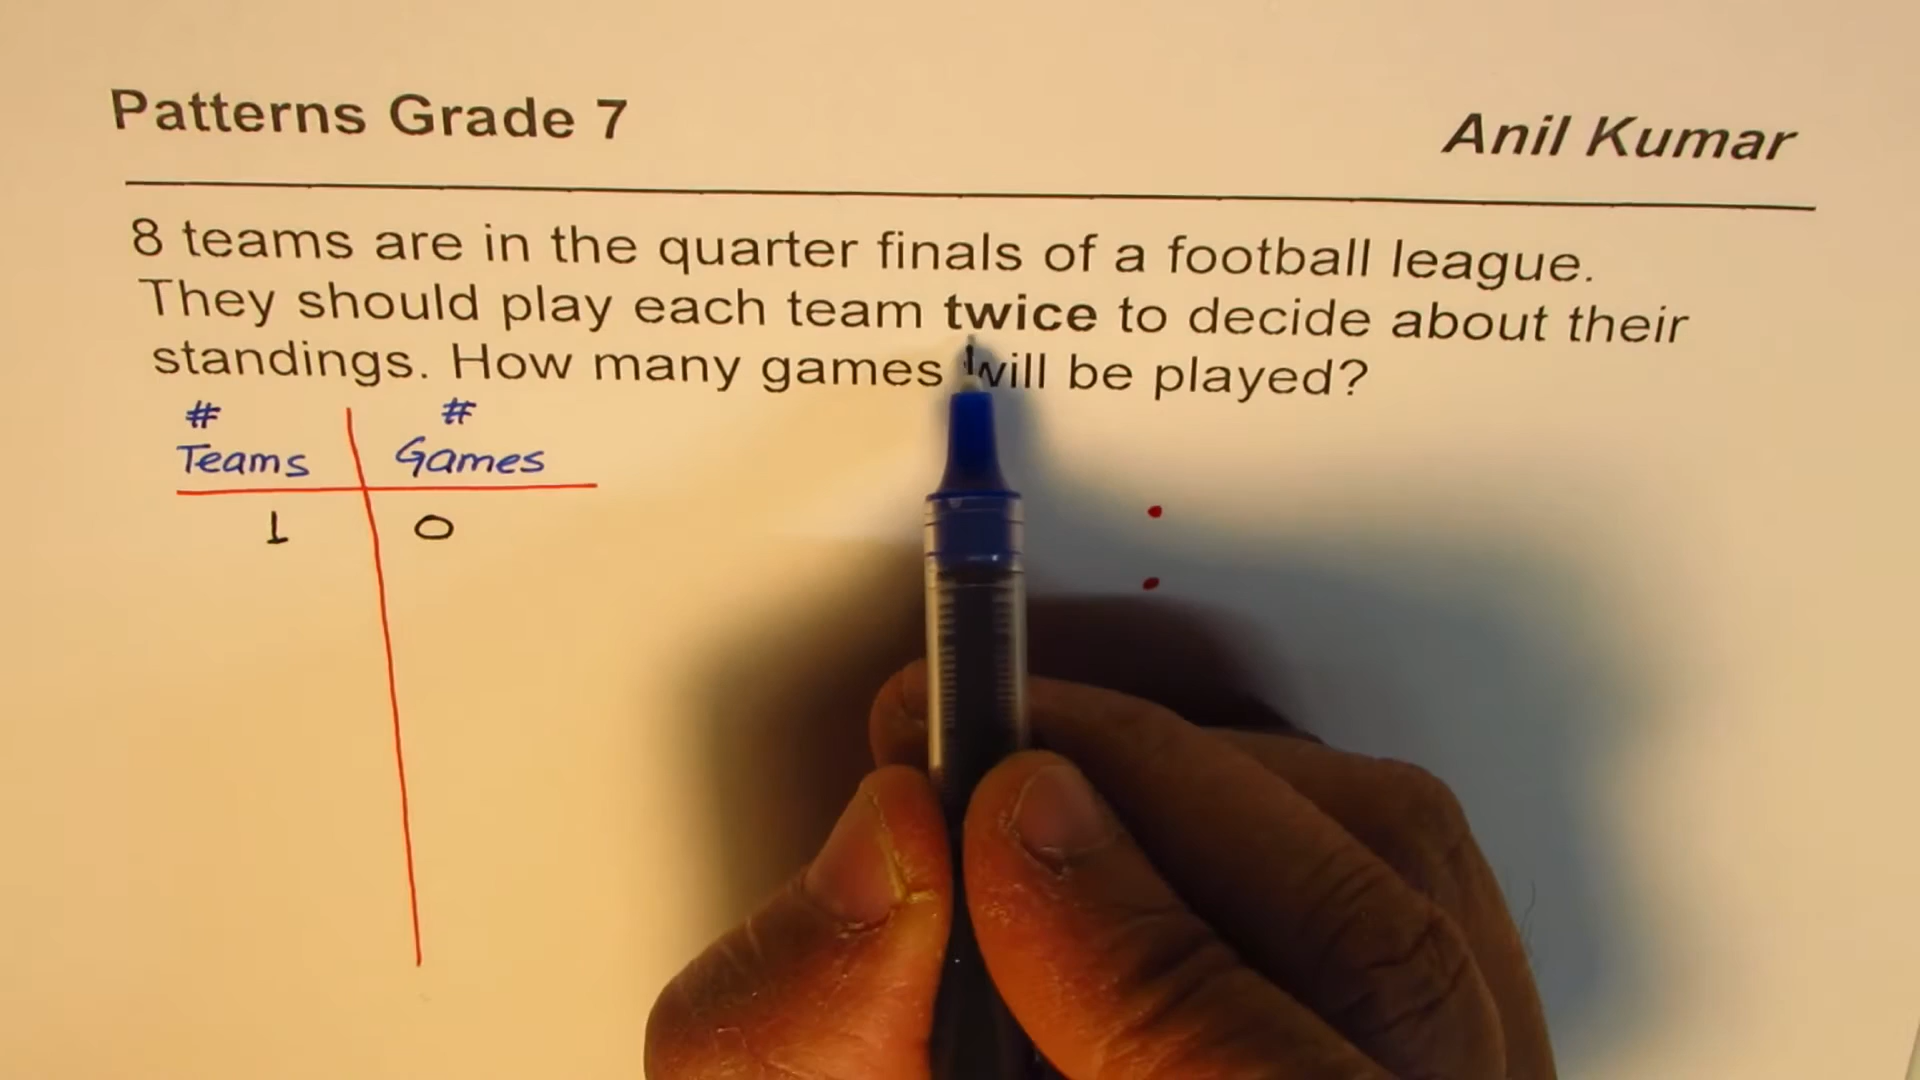 Patterns Grade 7
Anil Kumar
8 teams are in the quarter finals of a football league.
They should play each team twice to decide about their
standings. How many games will be played?
# #
Teams Games
1 0